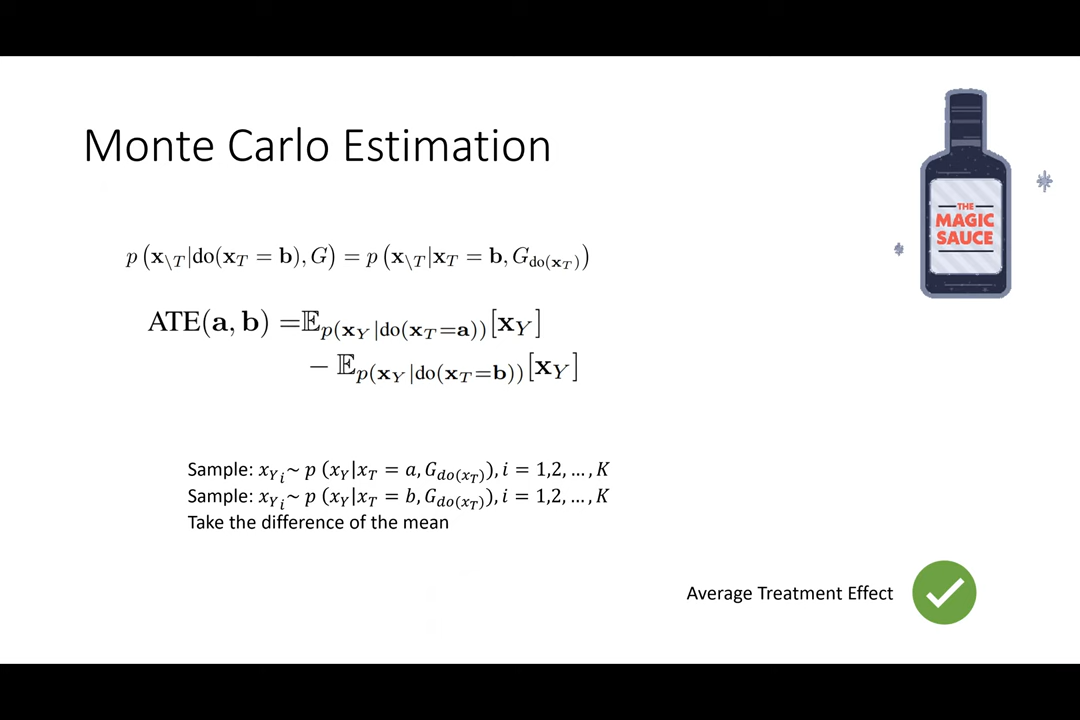 Monte Carlo Estimation
THE
MAGIC
SAUCE
p (𝐱_{\T}|do(𝐱_T = 𝐛), G) = p (𝐱_{\T}|𝐱_T = 𝐛, G_{do(𝐱_T)})
ATE(𝐚, 𝐛) =𝔼_{p(𝐱_Y|do(𝐱_T=𝐚))}[𝐱_Y]
− 𝔼_{p(𝐱_Y|do(𝐱_T=𝐛))}[𝐱_Y]
Sample: x_{Y_i}~ p (x_Y|x_T = a, G_{do(x_T)}), i = 1,2, …, K
Sample: x_{Y_i}~ p (x_Y|x_T = b, G_{do(x_T)}), i = 1,2, …, K
Take the difference of the mean
Average Treatment Effect